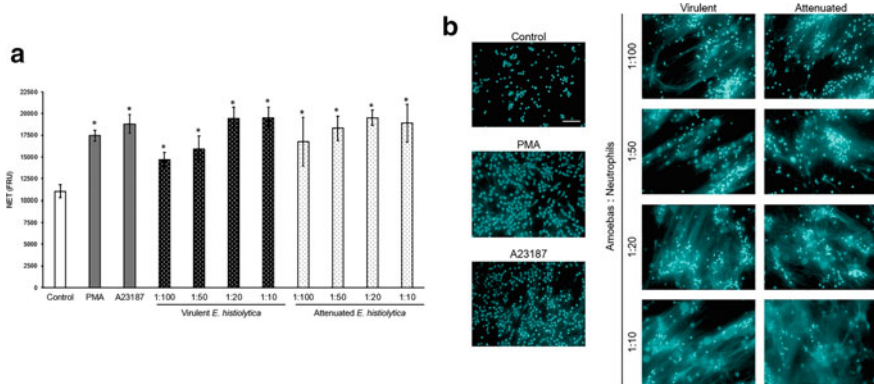 a
NET (FRU)
22500
20000
17500
15000
12500
10000
7500
5000
2500
0
* * * * * * * * * *
Control PMA A23187 1:100 1:50 1:20 1:10 1:100 1:50 1:20 1:10
Virulent E. histiolytica Attenuated E. histiolytica
b
Control
PMA
A23187
Virulent Attenuated
Amoebas : Neutrophils
1:100
1:50
1:20
1:10